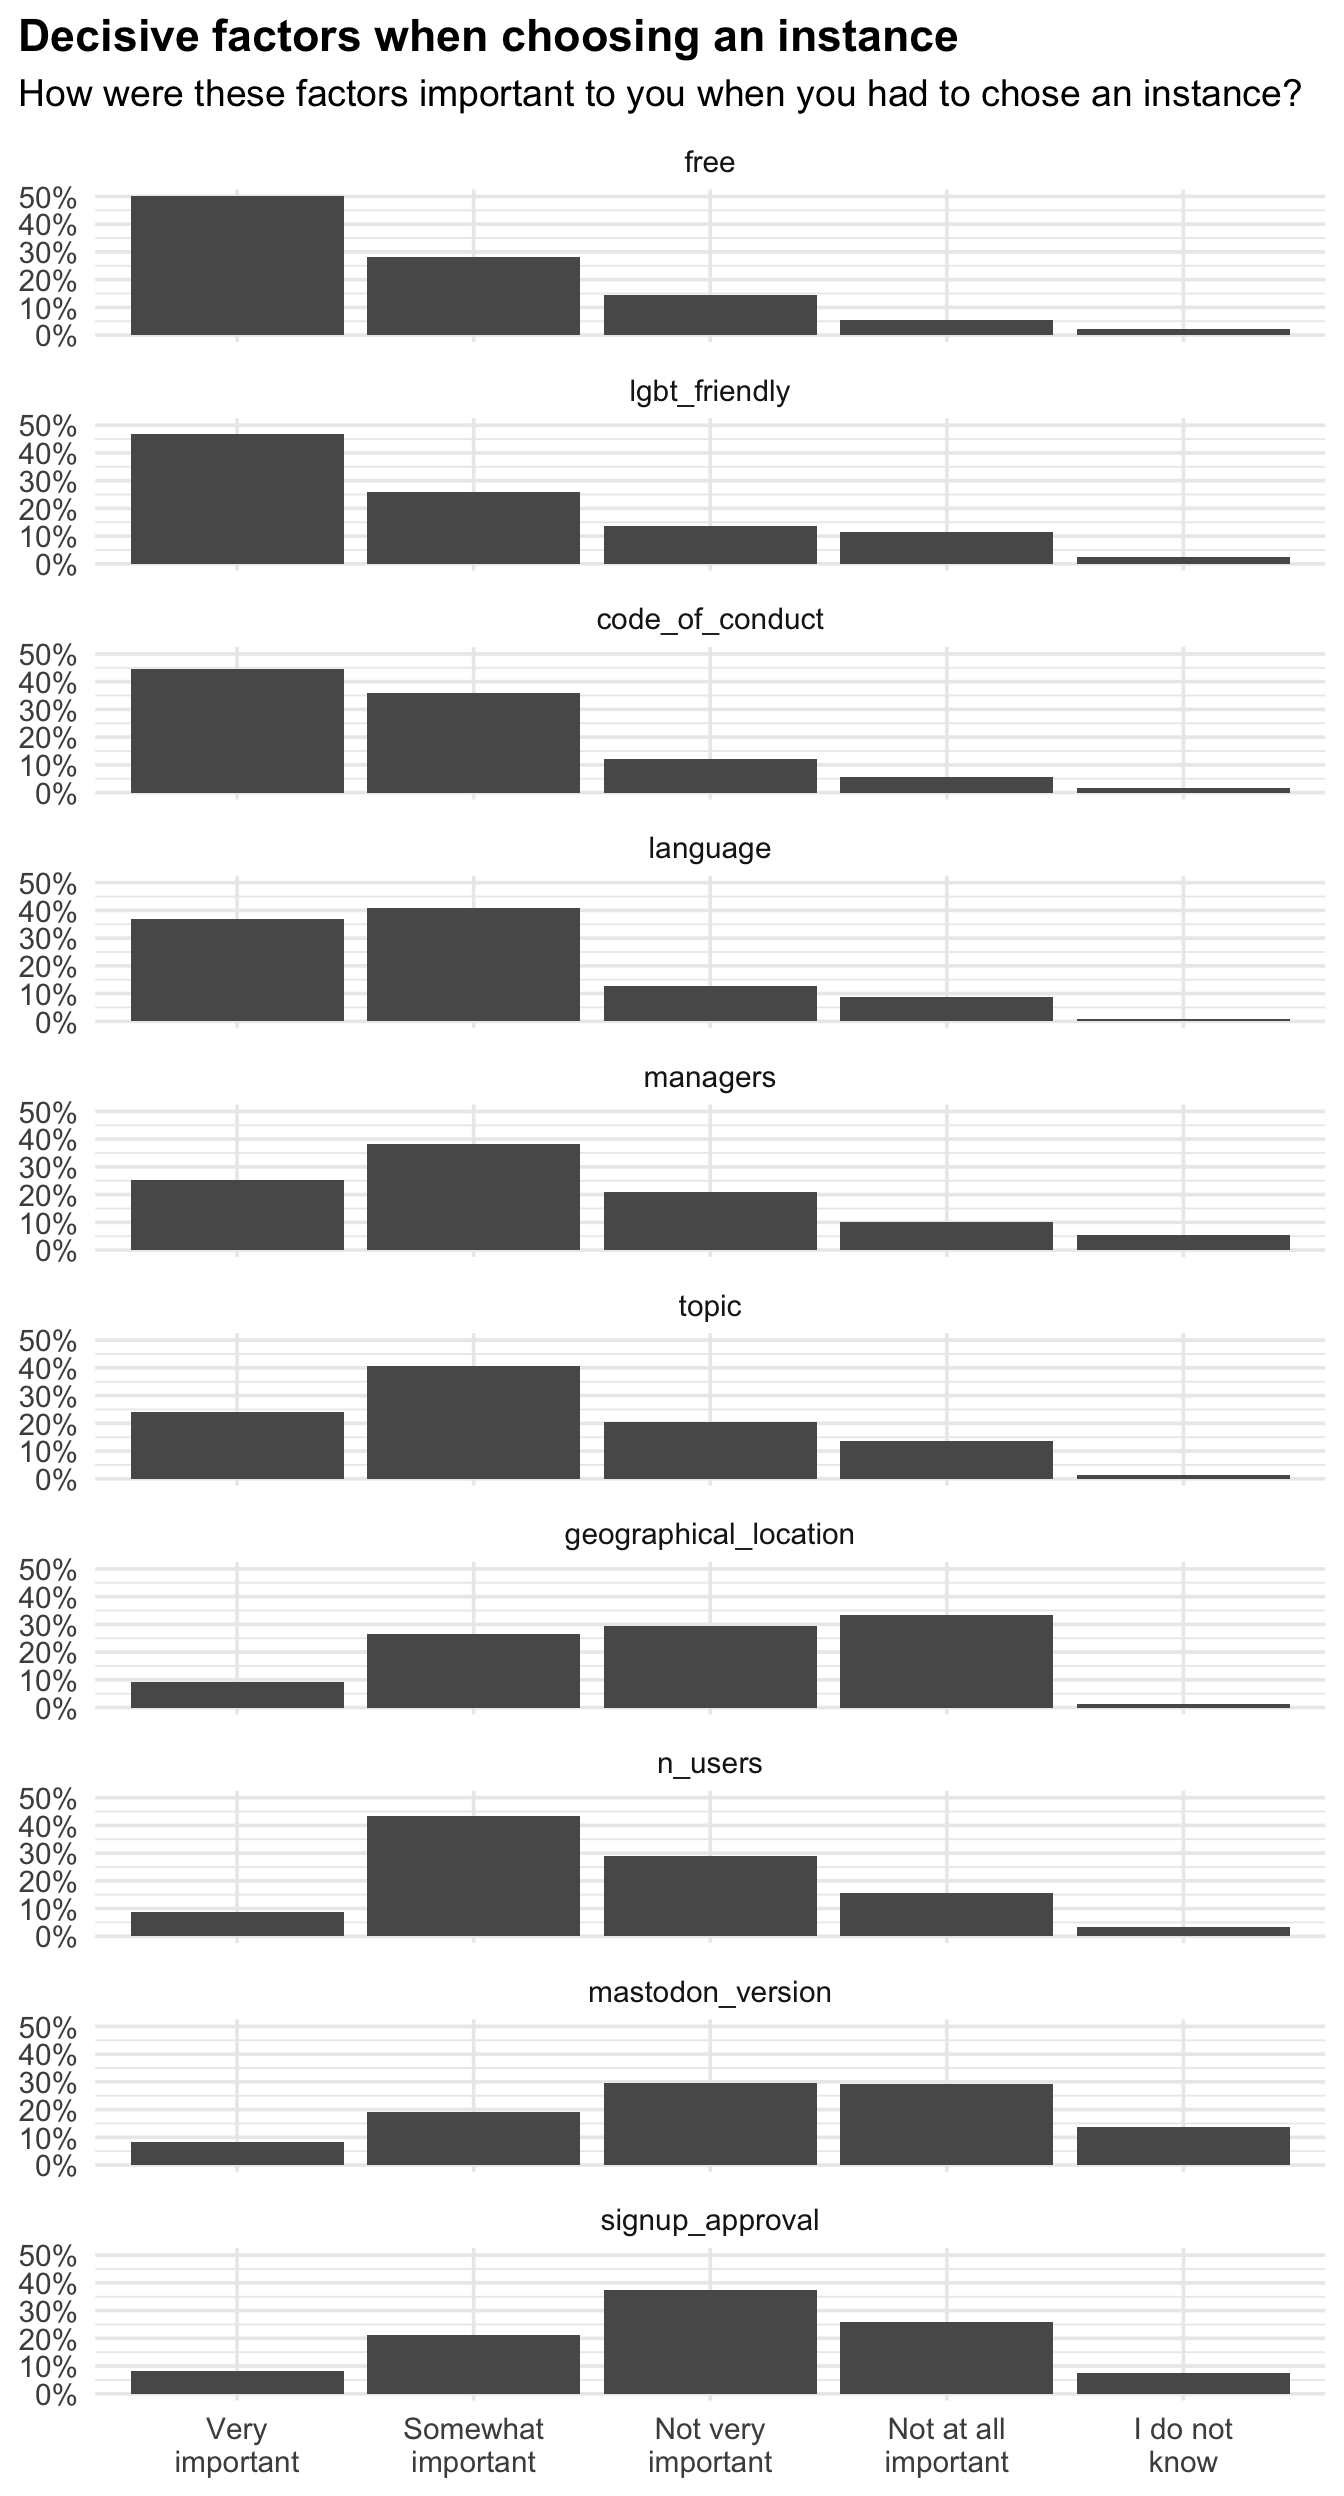 Decisive factors when choosing an instance
How were these factors important to you when you had to chose an instance?
free
50%
40%
30%
20%
10%
0%
lgbt_friendly
50%
40%
30%
20%
10%
0%
code_of_conduct
50%
40%
30%
20%
10%
0%
language
50%
40%
30%
20%
10%
0%
managers
50%
40%
30%
20%
10%
0%
topic
50%
40%
30%
20%
10%
0%
geographical_location
50%
40%
30%
20%
10%
0%
n_users
50%
40%
30%
20%
10%
0%
mastodon_version
50%
40%
30%
20%
10%
0%
signup_approval
50%
40%
30%
20%
10%
0%
Very
important
Somewhat
important
Not very
important
Not at all
important
I do not
know